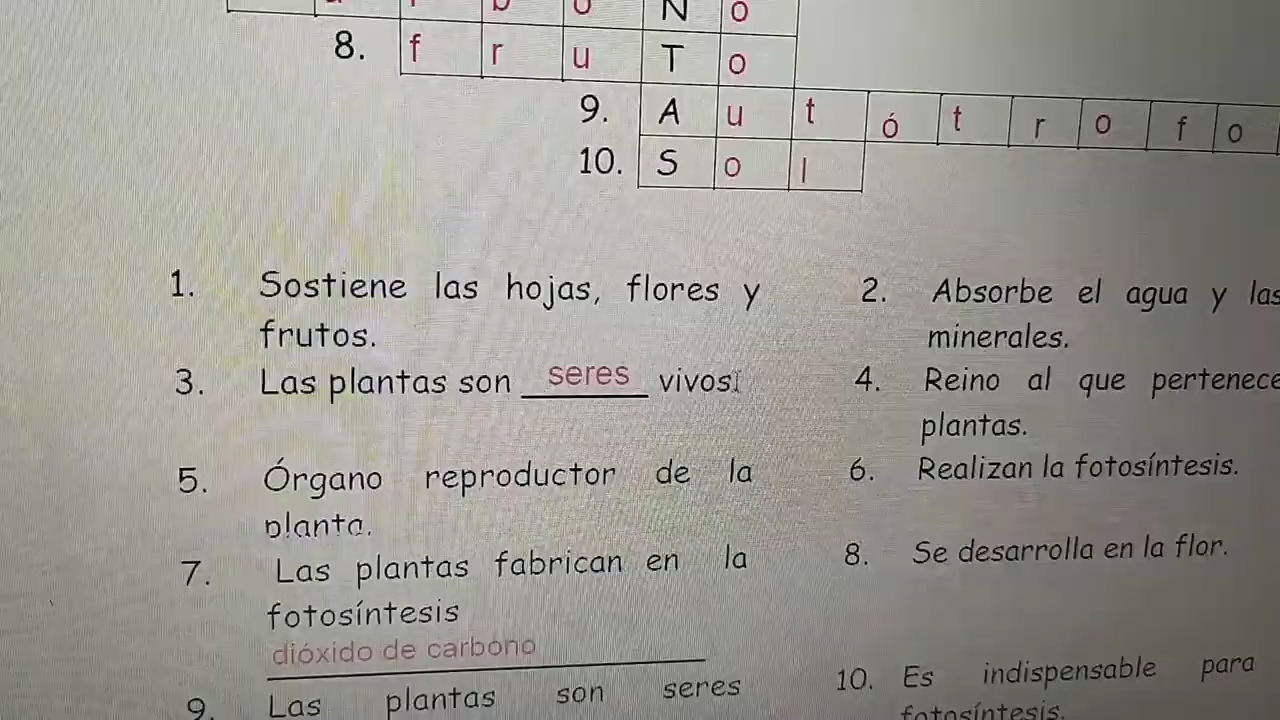 r b o N o
8. f r u T o
9. A u t ó t r o f o
10. S o l
1. Sostiene las hojas, flores y frutos.
2. Absorbe el agua y las minerales.
3. Las plantas son seres vivos.
4. Reino al que pertenece plantas.
5. Órgano reproductor de la planta.
6. Realizan la fotosíntesis.
7. Las plantas fabrican en la fotosíntesis
dióxido de carbono
8. Se desarrolla en la flor.
9. Las plantas son seres
10. Es indispensable para fotosíntesis.